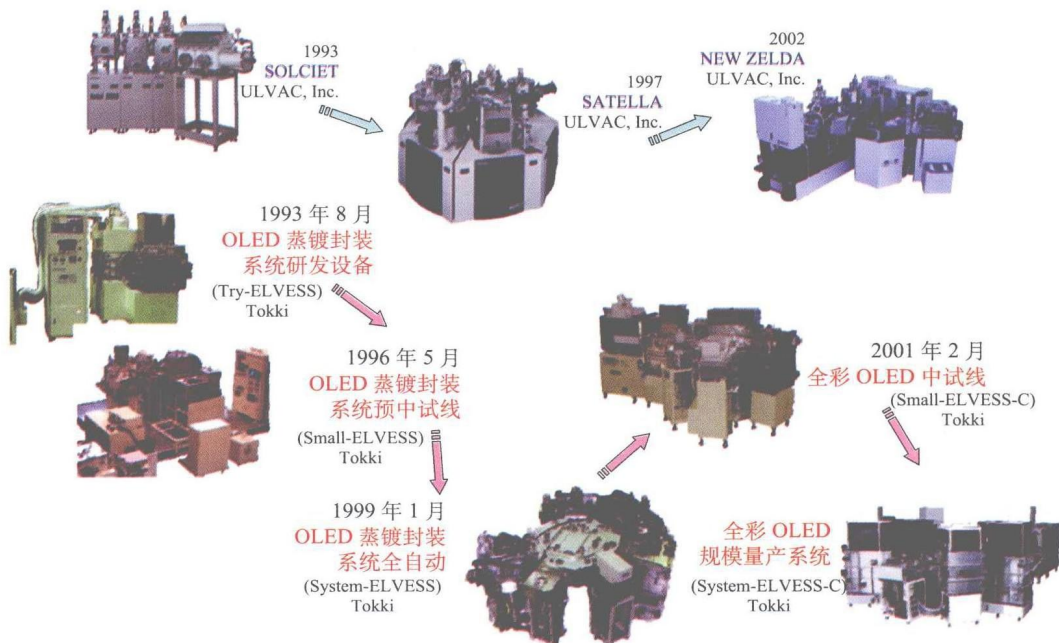 1993
SOLCIET
ULVAC, Inc.
1997
SATELLA
ULVAC, Inc.
2002
NEW ZELDA
ULVAC, Inc.
1993 年 8 月
OLED 蒸镀封装
系统研发设备
(Try-ELVESS)
Tokki
1996 年 5 月
OLED 蒸镀封装
系统预中试线
(Small-ELVESS)
Tokki
1999 年 1 月
OLED 蒸镀封装
系统全自动
(System-ELVESS)
Tokki
2001 年 2 月
全彩 OLED 中试线
(Small-ELVESS-C)
Tokki
全彩 OLED
规模量产系统
(System-ELVESS-C)
Tokki